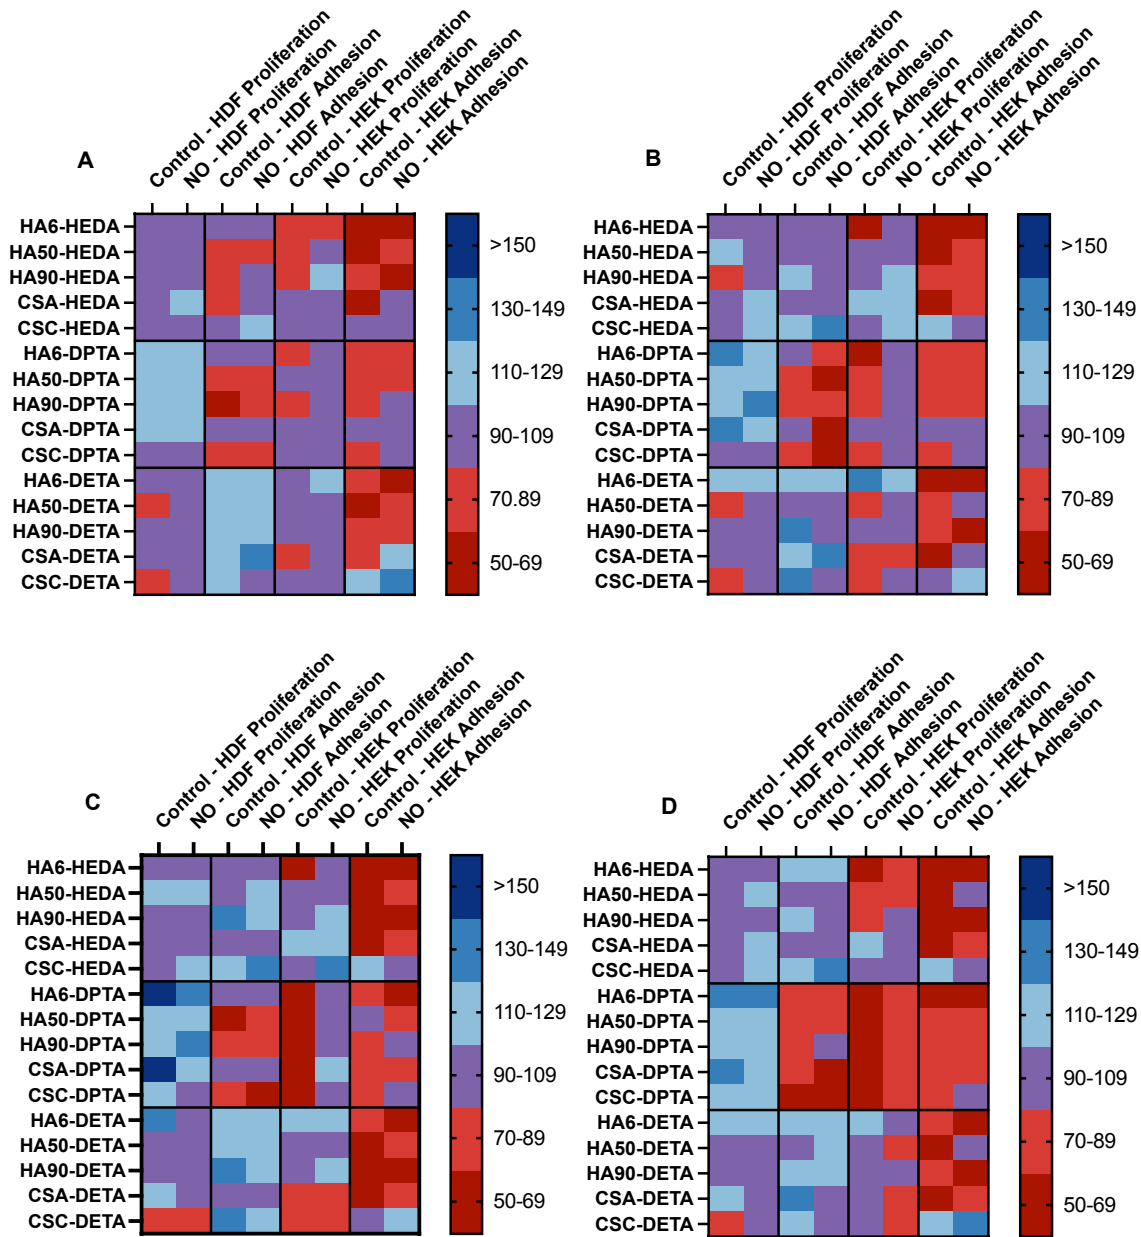 A
Control - HDF Proliferation
NO - HDF Proliferation
Control - HDF Adhesion
NO - HDF Adhesion
Control - HEK Proliferation
NO - HEK Proliferation
Control - HEK Adhesion
NO - HEK Adhesion
HA6-HEDA
HA50-HEDA
HA90-HEDA
CSA-HEDA
CSC-HEDA
HA6-DPTA
HA50-DPTA
HA90-DPTA
CSA-DPTA
CSC-DPTA
HA6-DETA
HA50-DETA
HA90-DETA
CSA-DETA
CSC-DETA
>150
130-149
110-129
90-109
70.89
50-69
B
Control - HDF Proliferation
NO - HDF Proliferation
Control - HDF Adhesion
NO - HDF Adhesion
Control - HEK Proliferation
NO - HEK Proliferation
Control - HEK Adhesion
NO - HEK Adhesion
HA6-HEDA
HA50-HEDA
HA90-HEDA
CSA-HEDA
CSC-HEDA
HA6-DPTA
HA50-DPTA
HA90-DPTA
CSA-DPTA
CSC-DPTA
HA6-DETA
HA50-DETA
HA90-DETA
CSA-DETA
CSC-DETA
>150
130-149
110-129
90-109
70-89
50-69
C
Control - HDF Proliferation
NO - HDF Proliferation
Control - HDF Adhesion
NO - HDF Adhesion
Control - HEK Proliferation
NO - HEK Proliferation
Control - HEK Adhesion
NO - HEK Adhesion
HA6-HEDA
HA50-HEDA
HA90-HEDA
CSA-HEDA
CSC-HEDA
HA6-DPTA
HA50-DPTA
HA90-DPTA
CSA-DPTA
CSC-DPTA
HA6-DETA
HA50-DETA
HA90-DETA
CSA-DETA
CSC-DETA
>150
130-149
110-129
90-109
70-89
50-69
D
Control - HDF Proliferation
NO - HDF Proliferation
Control - HDF Adhesion
NO - HDF Adhesion
Control - HEK Proliferation
NO - HEK Proliferation
Control - HEK Adhesion
NO - HEK Adhesion
HA6-HEDA
HA50-HEDA
HA90-HEDA
CSA-HEDA
CSC-HEDA
HA6-DPTA
HA50-DPTA
HA90-DPTA
CSA-DPTA
CSC-DPTA
HA6-DETA
HA50-DETA
HA90-DETA
CSA-DETA
CSC-DETA
>150
130-149
110-129
90-109
70-89
50-69